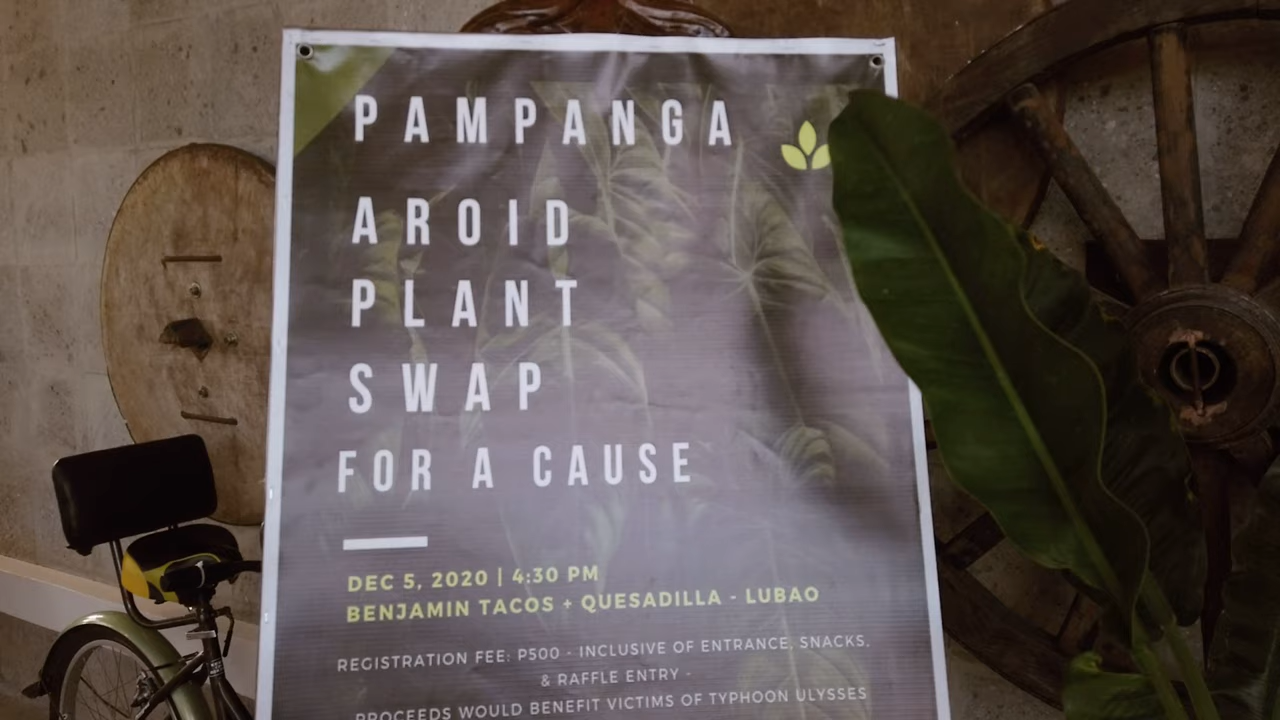 PAMPANGA
AROID
PLANT
SWAP
FOR A CAUSE
DEC 5, 2020 | 4:30 PM
BENJAMIN TACOS + QUESADILLA - LUBAO
REGISTRATION FEE: P500 - INCLUSIVE OF ENTRANCE, SNACKS,
& RAFFLE ENTRY -
PROCEEDS WOULD BENEFIT VICTIMS OF TYPHOON ULYSSES